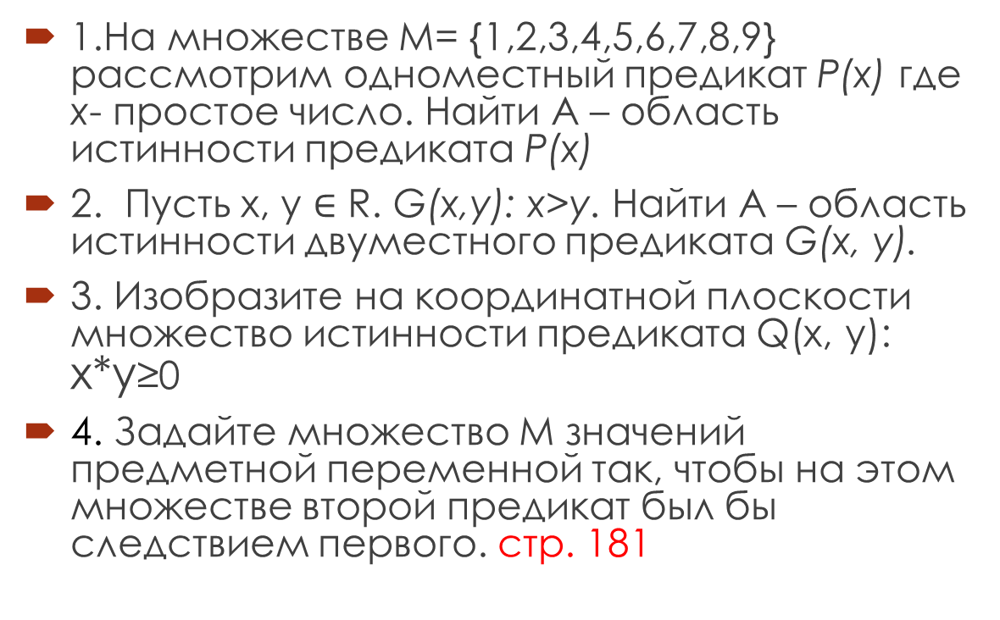 1.На множестве М= {1,2,3,4,5,6,7,8,9}
рассмотрим одноместный предикат P(x) где
х- простое число. Найти А – область
истинности предиката P(x)
2. Пусть х, у ∈ R. G(x,y): x>y. Найти А – область
истинности двуместного предиката G(x, y).
3. Изобразите на координатной плоскости
множество истинности предиката Q(x, y):
x*y≥0
4. Задайте множество М значений
предметной переменной так, чтобы на этом
множестве второй предикат был бы
следствием первого. стр. 181